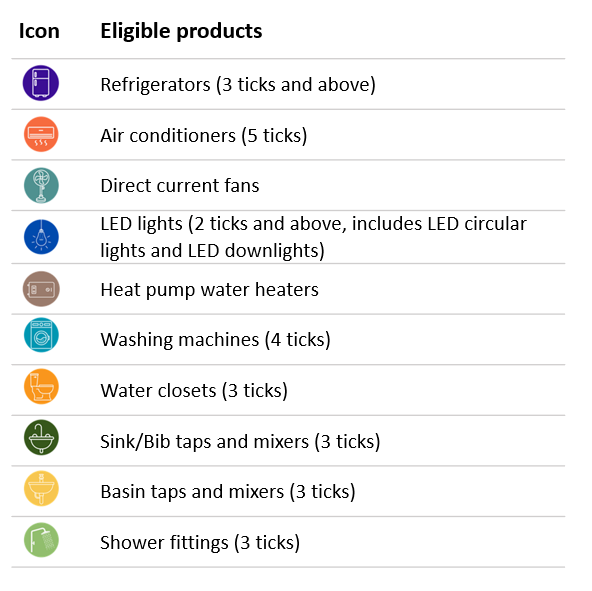 Icon Eligible products
Refrigerators (3 ticks and above)
Air conditioners (5 ticks)
Direct current fans
LED lights (2 ticks and above, includes LED circular
lights and LED downlights)
Heat pump water heaters
Washing machines (4 ticks)
Water closets (3 ticks)
Sink/Bib taps and mixers (3 ticks)
Basin taps and mixers (3 ticks)
Shower fittings (3 ticks)